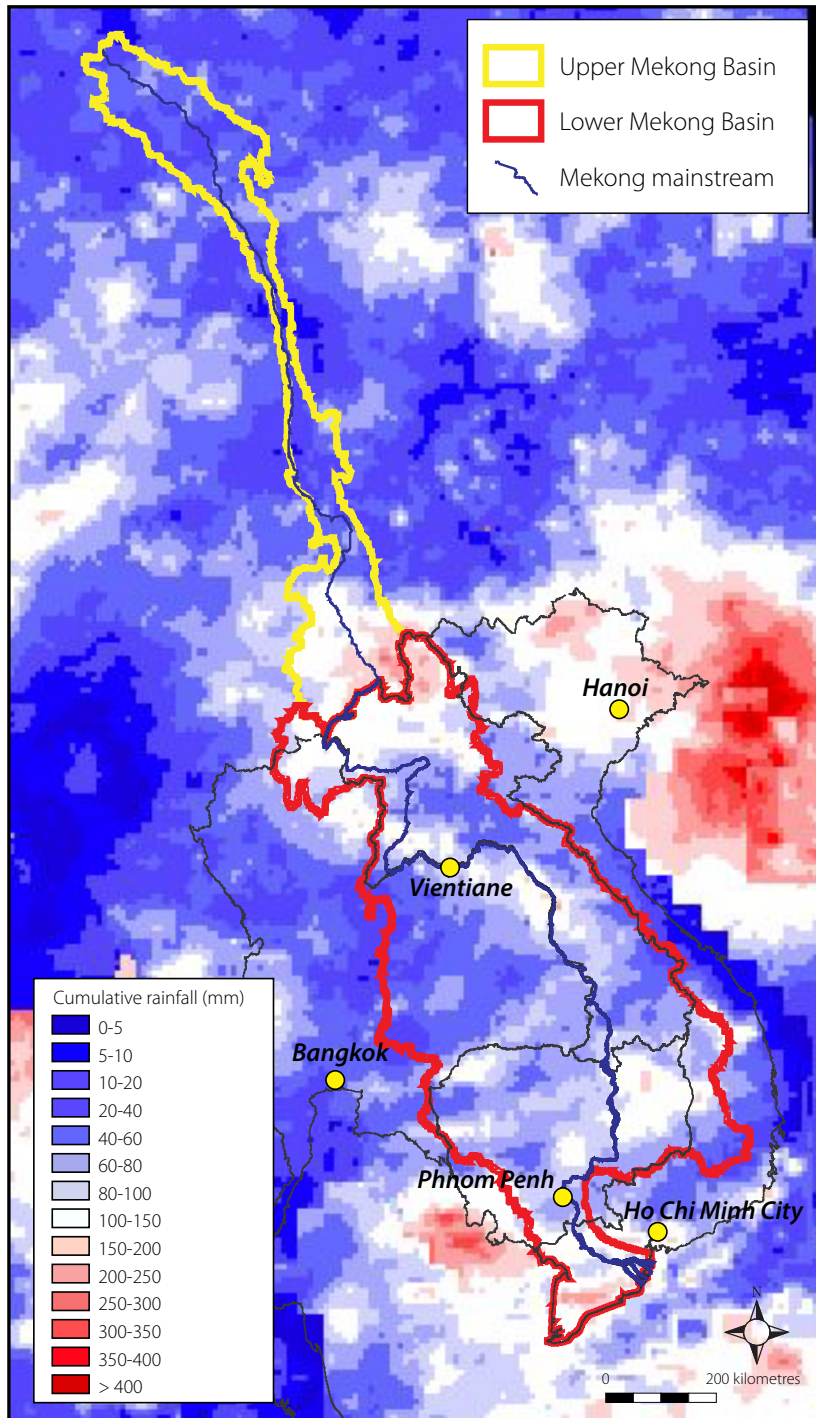 Upper Mekong Basin
Lower Mekong Basin
Mekong mainstream
Hanoi
Vientiane
Bangkok
Phnom Penh
Ho Chi Minh City
Cumulative rainfall (mm)
0-5
5-10
10-20
20-40
40-60
60-80
80-100
100-150
150-200
200-250
250-300
300-350
350-400
> 400
N
0 200 kilometres